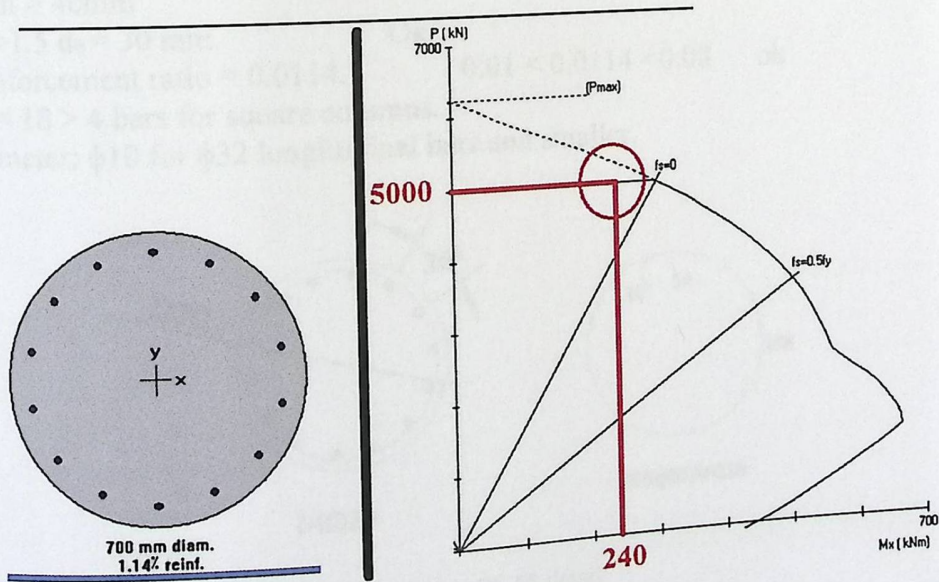 P (kN)
7000
(Pmax)
fs=0
5000
fs=0.5fy
y
x
700 mm diam.
1.14% reinf.
240
700
Mx (kNm)